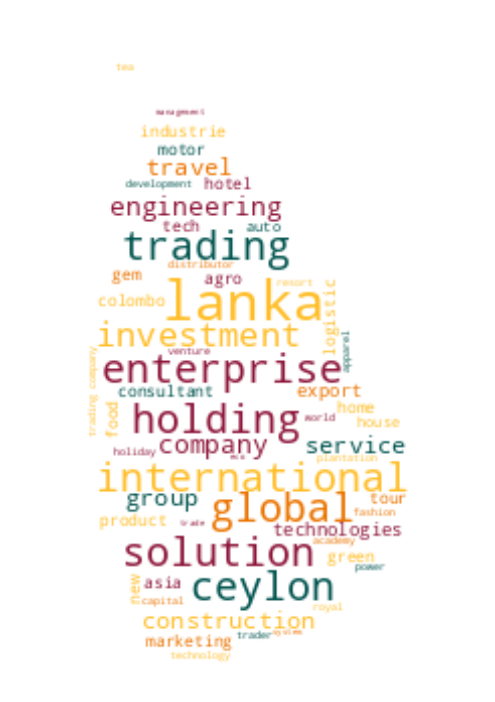 tea
management
industrie
motor
travel
development hotel
engineering
tech auto
trading
distributor
gem agro resort
colombo lanka logistic
investment apparel
venture
enterprise
trading company
consultant export
food holding world home
house
holiday company eco service
plantation
international
group global tour
product trade fashion
technologies
academy
solution green
power
new asia ceylon
capital royal
construction
marketing trader system
technology